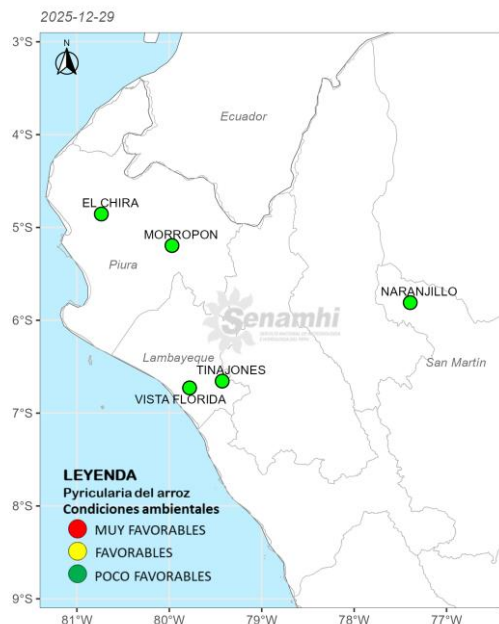 2025-12-29
3°S
N
Ecuador
4°S
EL CHIRA
5°S
MORROPON
Piura
NARANJILLO
6°S
Senamhi
Lambayeque
San Martín
TINAJONES
VISTA FLORIDA
7°S
LEYENDA
Pyricularia del arroz
Condiciones ambientales
8°S
MUY FAVORABLES
FAVORABLES
POCO FAVORABLES
9°S
81°W 80°W 79°W 78°W 77°W